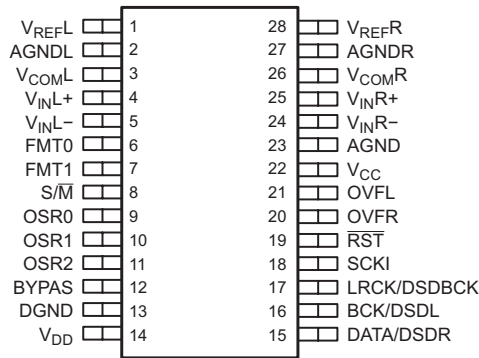 VREFL 1 28 VREFR
AGNDL 2 27 AGNDR
VCOML 3 26 VCOMR
VINL+ 4 25 VINR+
VINL− 5 24 VINR−
FMT0 6 23 AGND
FMT1 7 22 VCC
S/M̅ 8 21 OVFL
OSR0 9 20 OVFR
OSR1 10 19 R̅S̅T̅
OSR2 11 18 SCKI
BYPAS 12 17 LRCK/DSDBCK
DGND 13 16 BCK/DSDL
VDD 14 15 DATA/DSDR